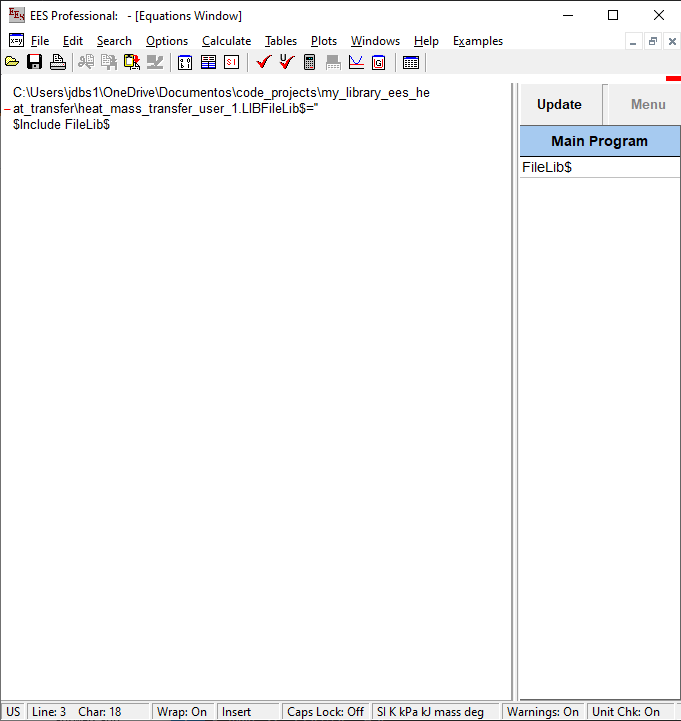 EES Professional: - [Equations Window]
File Edit Search Options Calculate Tables Plots Windows Help Examples
C:\Users\jdbs1\OneDrive\Documentos\code_projects\my_library_ees_he
at_transfer\heat_mass_transfer_user_1.LIBFileLib$="
$Include FileLib$
Update Menu
Main Program
FileLib$
US Line: 3 Char: 18 Wrap: On Insert Caps Lock: Off SI K kPa kJ mass deg Warnings: On Unit Chk: On